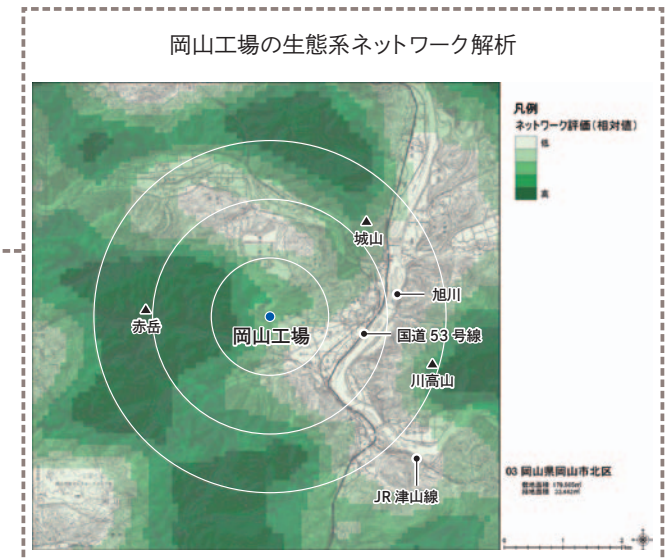 岡山工場の生態系ネットワーク解析
凡例
ネットワーク評価(相対値)
低
高
城山
旭川
赤岳
岡山工場
国道 53 号線
川高山
JR 津山線
03 岡山県岡山市北区
0 1 2